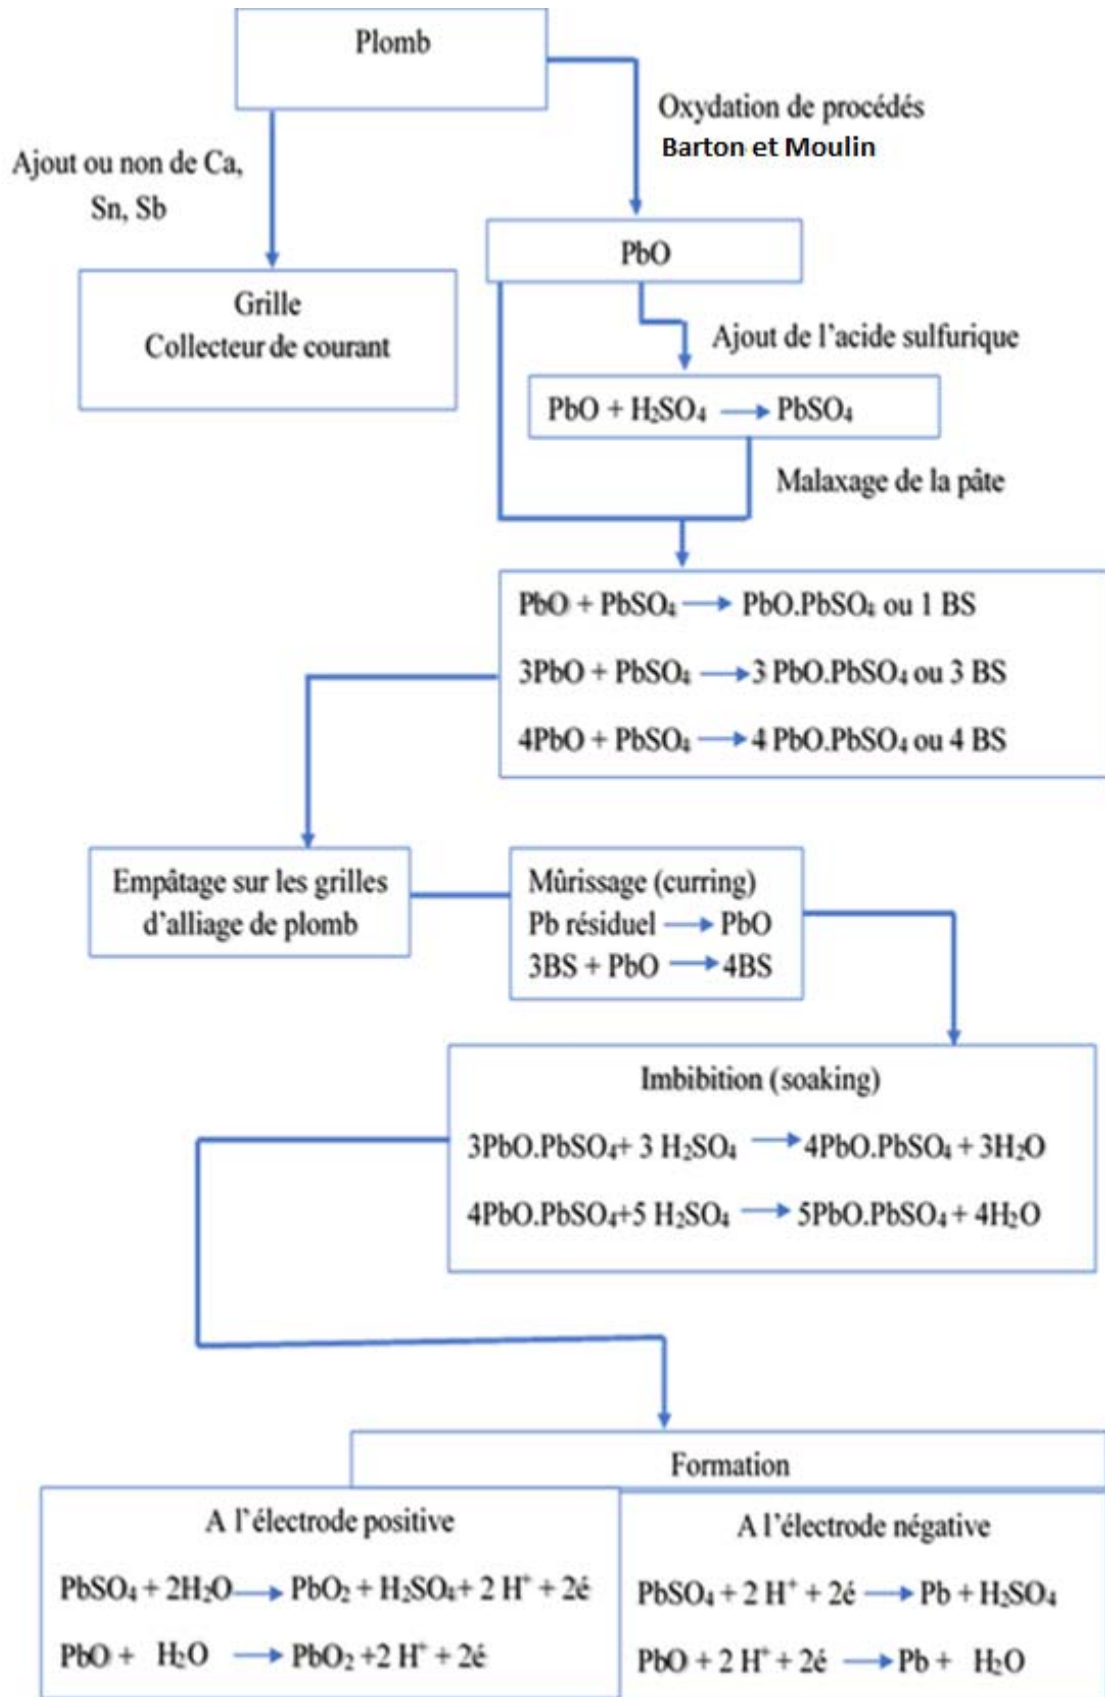 Plomb
Oxydation de procédés
Barton et Moulin
Ajout ou non de Ca,
Sn, Sb
PbO
Grille
Collecteur de courant
Ajout de l'acide sulfurique
PbO + H₂SO₄ → PbSO₄
Malaxage de la pâte
PbO + PbSO₄ → PbO.PbSO₄ ou 1 BS
3PbO + PbSO₄ → 3 PbO.PbSO₄ ou 3 BS
4PbO + PbSO₄ → 4 PbO.PbSO₄ ou 4 BS
Empâtage sur les grilles
d'alliage de plomb
Mûrissage (curring)
Pb résiduel → PbO
3BS + PbO → 4BS
Imbibition (soaking)
3PbO.PbSO₄+ 3 H₂SO₄ → 4PbO.PbSO₄ + 3H₂O
4PbO.PbSO₄+5 H₂SO₄ → 5PbO.PbSO₄ + 4H₂O
Formation
A l'électrode positive
PbSO₄ + 2H₂O → PbO₂ + H₂SO₄+ 2 H⁺ + 2é
PbO + H₂O → PbO₂ +2 H⁺ + 2é
A l'électrode négative
PbSO₄ + 2 H⁺ + 2é → Pb + H₂SO₄
PbO + 2 H⁺ + 2é → Pb + H₂O